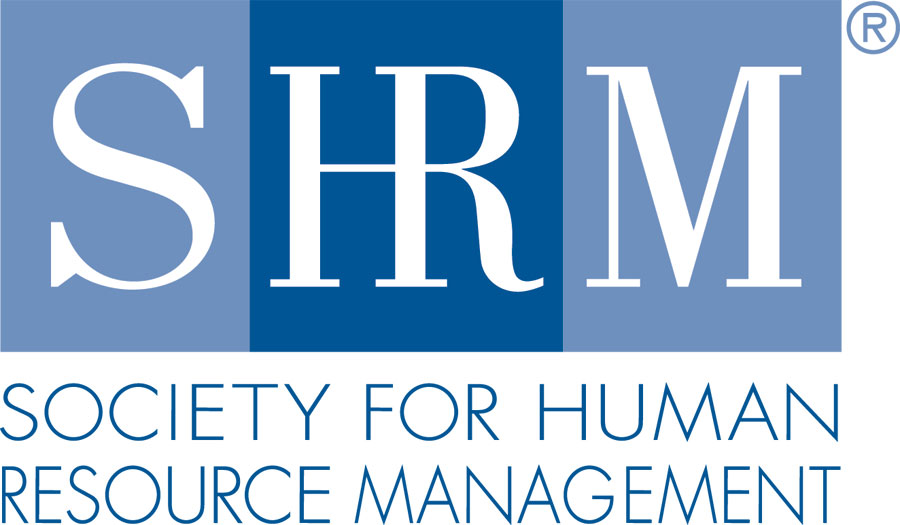 SHRM®
SOCIETY FOR HUMAN
RESOURCE MANAGEMENT